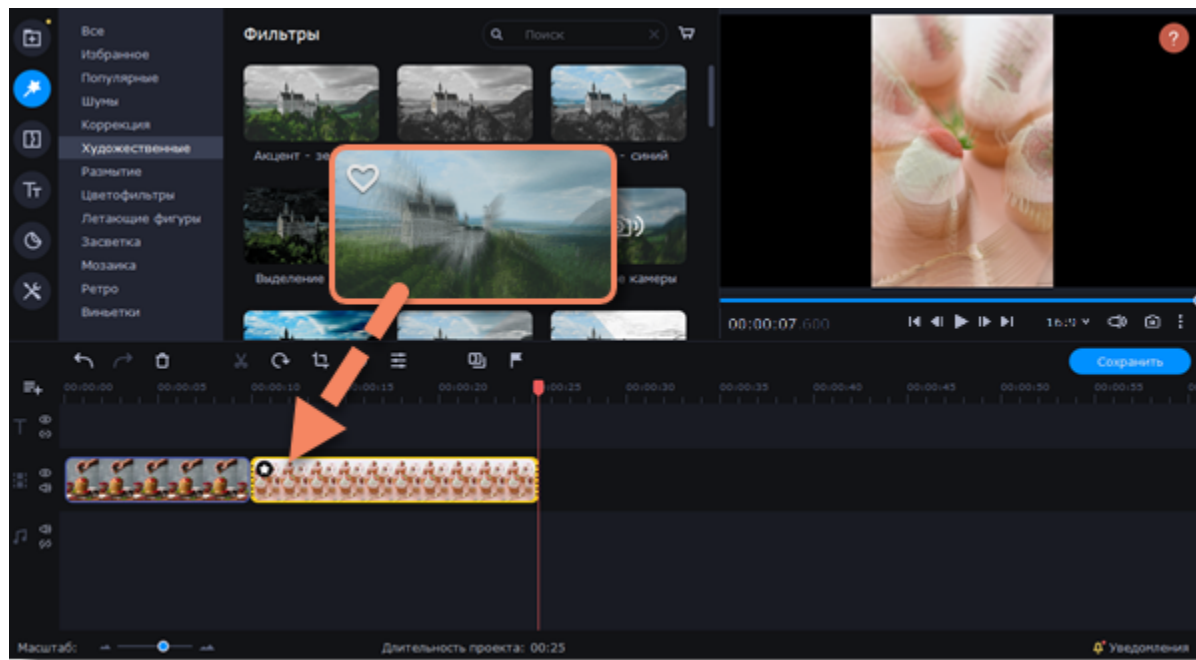 Все
Избранное
Популярные
Шумы
Коррекция
Художественные
Размытие
Цветофильтры
Летающие фигуры
Засветка
Мозаика
Ретро
Виньетки
Фильтры
Поиск
Акцент - зе
- синий
Выделение
е камеры
?
00:00:07.600
16:9
Сохранить
00:00:00 00:00:05 00:00:10 00:00:15 00:00:20 00:00:25 00:00:30 00:00:35 00:00:40 00:00:45 00:00:50 00:00:55
Масштаб:
Длительность проекта: 00:25
Уведомления